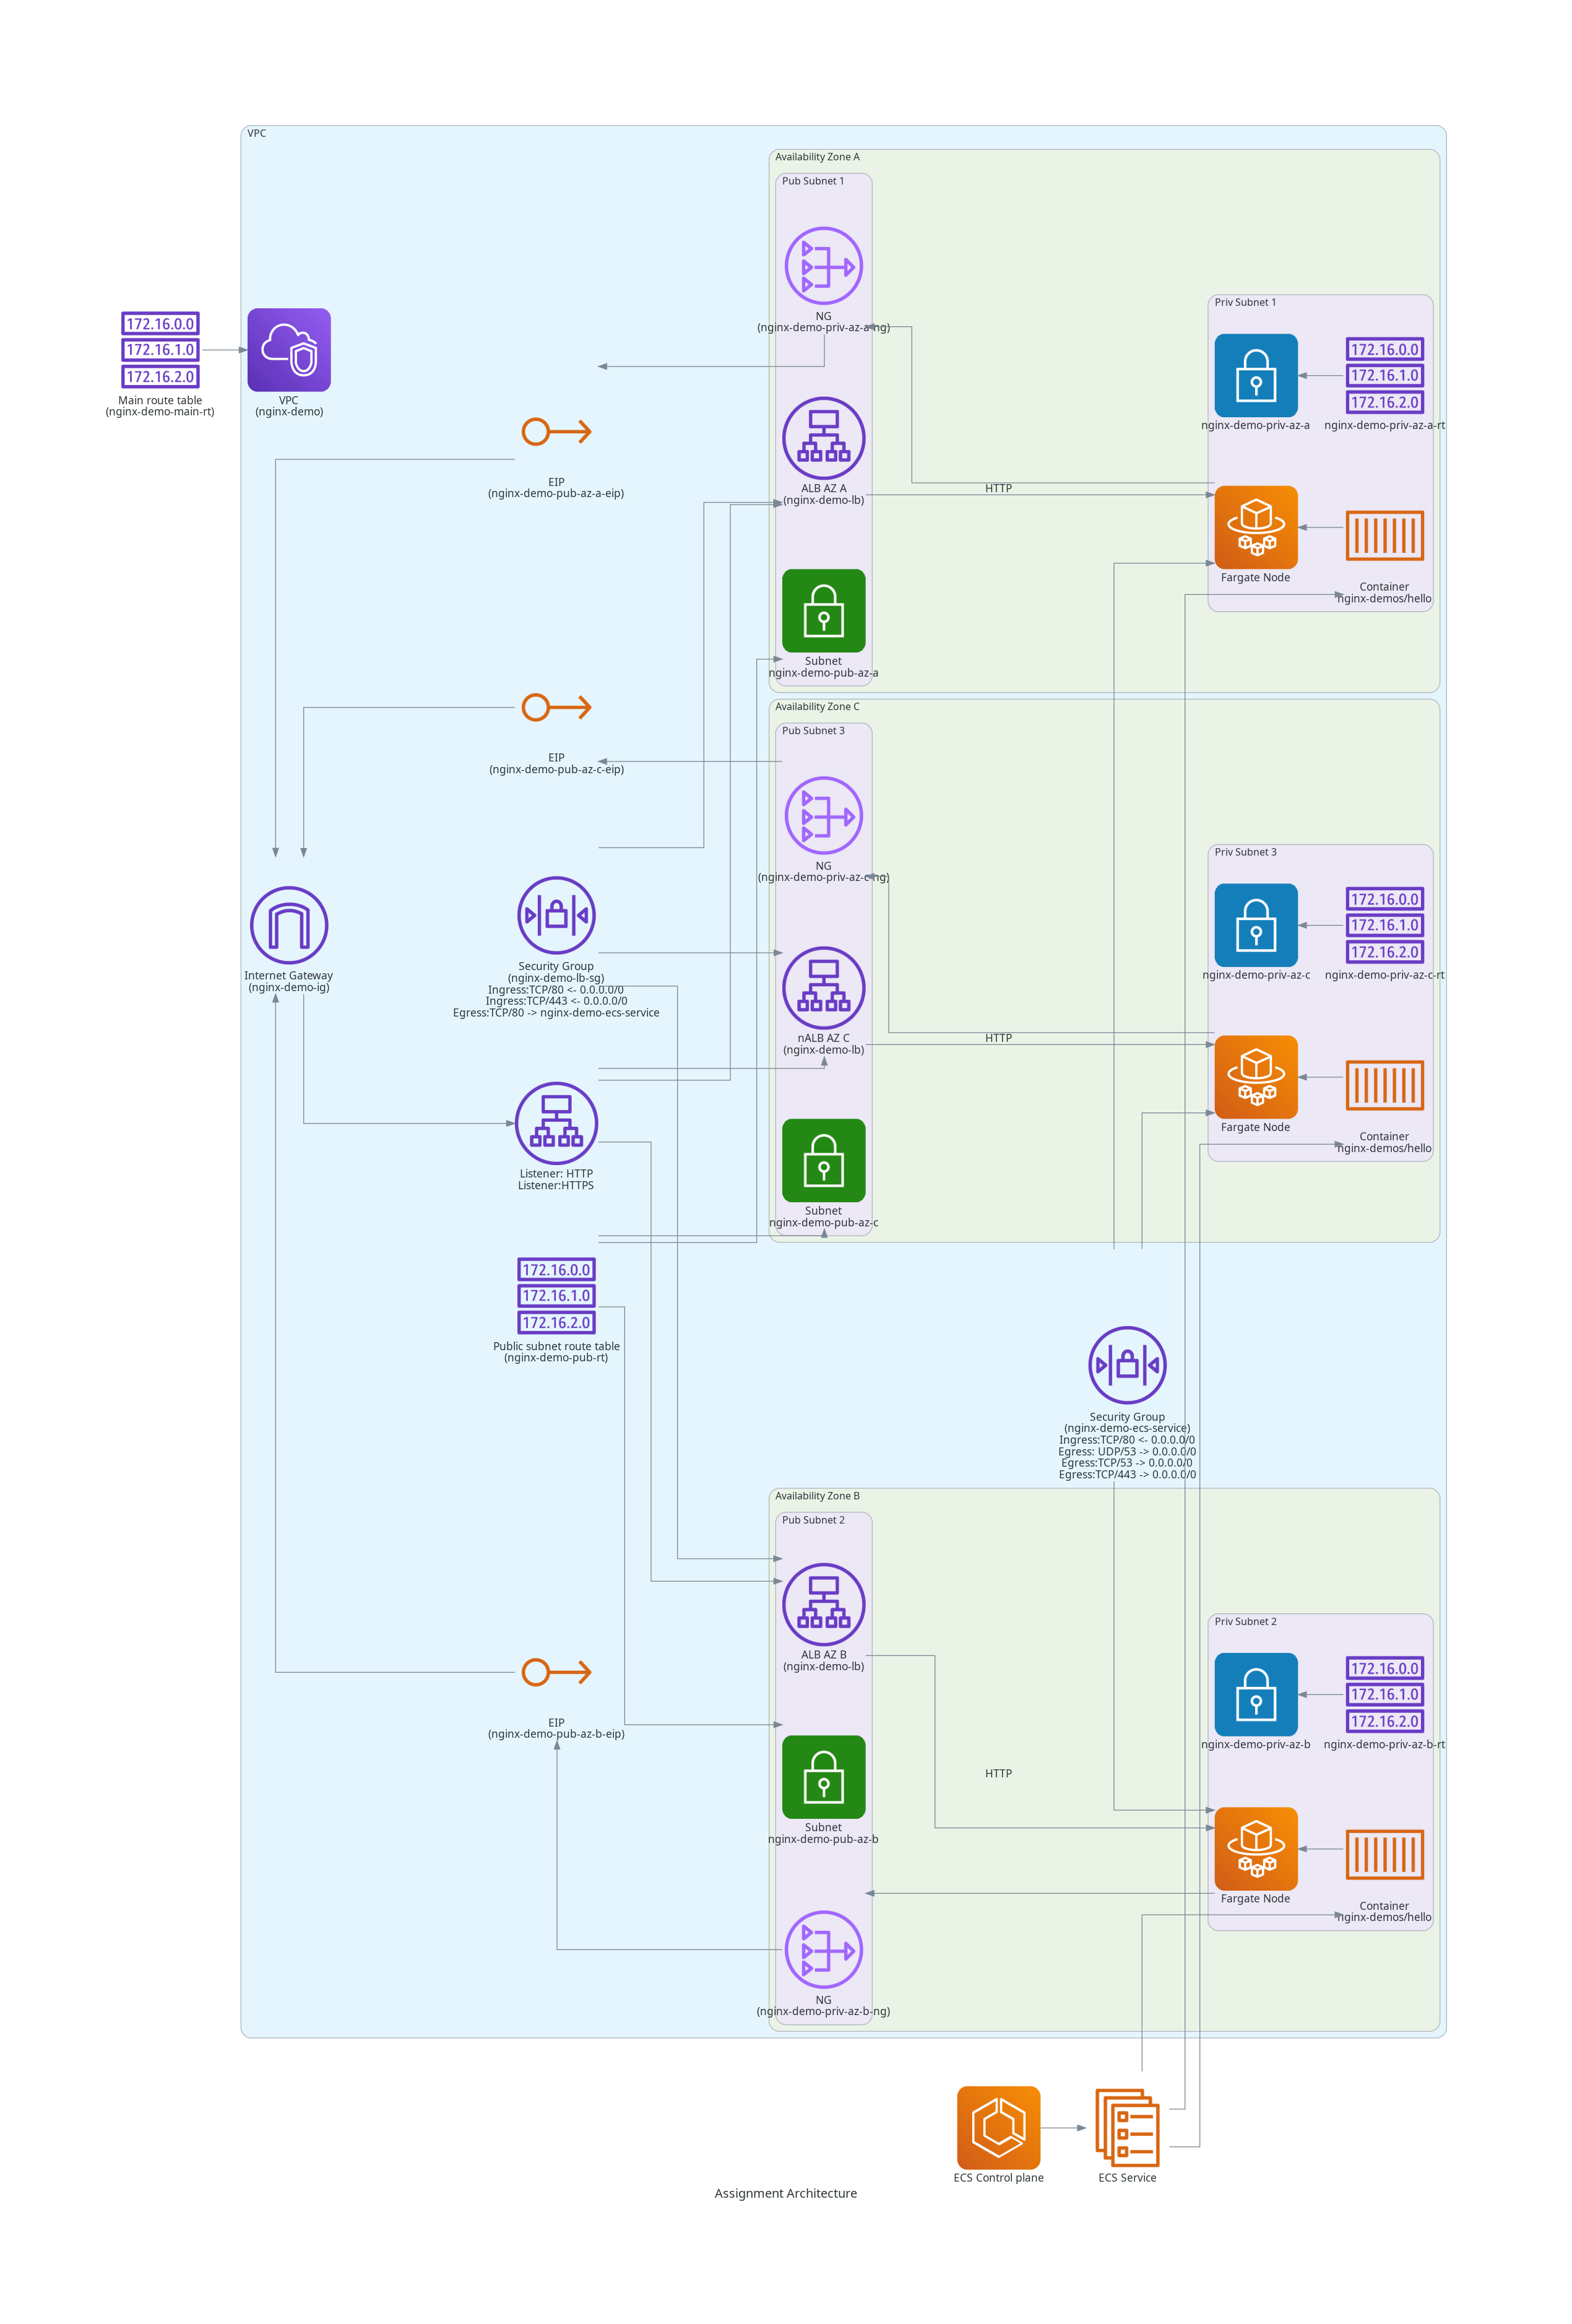 VPC
Availability Zone A
Pub Subnet 1
NG
(nginx-demo-priv-az-a-ng)
Priv Subnet 1
172.16.0.0
172.16.1.0
172.16.2.0
Main route table
(nginx-demo-main-rt)
VPC
(nginx-demo)
172.16.0.0
172.16.1.0
172.16.2.0
nginx-demo-priv-az-a
nginx-demo-priv-az-a-rt
EIP
(nginx-demo-pub-az-a-eip)
ALB AZ A
(nginx-demo-lb)
HTTP
Fargate Node
Container
nginx-demos/hello
Subnet
nginx-demo-pub-az-a
Availability Zone C
Pub Subnet 3
EIP
(nginx-demo-pub-az-c-eip)
NG
(nginx-demo-priv-az-c-ng)
Priv Subnet 3
172.16.0.0
172.16.1.0
172.16.2.0
nginx-demo-priv-az-c
nginx-demo-priv-az-c-rt
Internet Gateway
(nginx-demo-ig)
Security Group
(nginx-demo-lb-sg)
Ingress:TCP/80 <- 0.0.0.0/0
Ingress:TCP/443 <- 0.0.0.0/0
Egress:TCP/80 -> nginx-demo-ecs-service
nALB AZ C
(nginx-demo-lb)
HTTP
Fargate Node
Container
nginx-demos/hello
Listener: HTTP
Listener:HTTPS
Subnet
nginx-demo-pub-az-c
172.16.0.0
172.16.1.0
172.16.2.0
Public subnet route table
(nginx-demo-pub-rt)
Security Group
(nginx-demo-ecs-service)
Ingress:TCP/80 <- 0.0.0.0/0
Egress: UDP/53 -> 0.0.0.0/0
Egress:TCP/53 -> 0.0.0.0/0
Egress:TCP/443 -> 0.0.0.0/0
Availability Zone B
Pub Subnet 2
ALB AZ B
(nginx-demo-lb)
Priv Subnet 2
172.16.0.0
172.16.1.0
172.16.2.0
nginx-demo-priv-az-b
nginx-demo-priv-az-b-rt
EIP
(nginx-demo-pub-az-b-eip)
HTTP
Subnet
nginx-demo-pub-az-b
Fargate Node
Container
nginx-demos/hello
NG
(nginx-demo-priv-az-b-ng)
ECS Control plane
ECS Service
Assignment Architecture